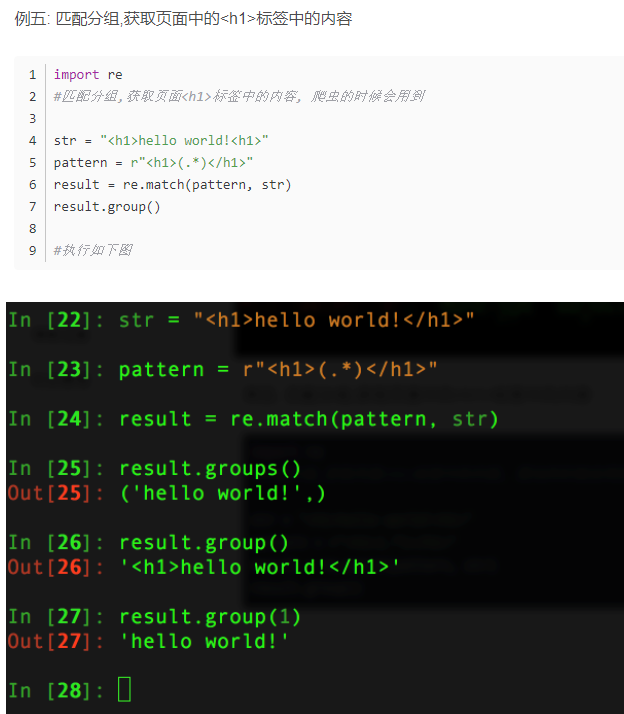 例五: 匹配分组,获取页面中的<h1>标签中的内容
1 import re
2 #匹配分组,获取页面<h1>标签中的内容, 爬虫的时候会用到
3
4 str = "<h1>hello world!<h1>"
5 pattern = r"<h1>(.*)</h1>"
6 result = re.match(pattern, str)
7 result.group()
8
9 #执行如下图
In [22]: str = "<h1>hello world!</h1>"
In [23]: pattern = r"<h1>(.*)</h1>"
In [24]: result = re.match(pattern, str)
In [25]: result.groups()
Out[25]: ('hello world!',)
In [26]: result.group()
Out[26]: '<h1>hello world!</h1>'
In [27]: result.group(1)
Out[27]: 'hello world!'
In [28]: